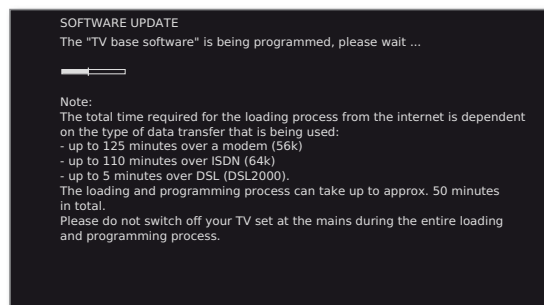 SOFTWARE UPDATE
The "TV base software" is being programmed, please wait ...
Note:
The total time required for the loading process from the internet is dependent
on the type of data transfer that is being used:
- up to 125 minutes over a modem (56k)
- up to 110 minutes over ISDN (64k)
- up to 5 minutes over DSL (DSL2000).
The loading and programming process can take up to approx. 50 minutes
in total.
Please do not switch off your TV set at the mains during the entire loading
and programming process.